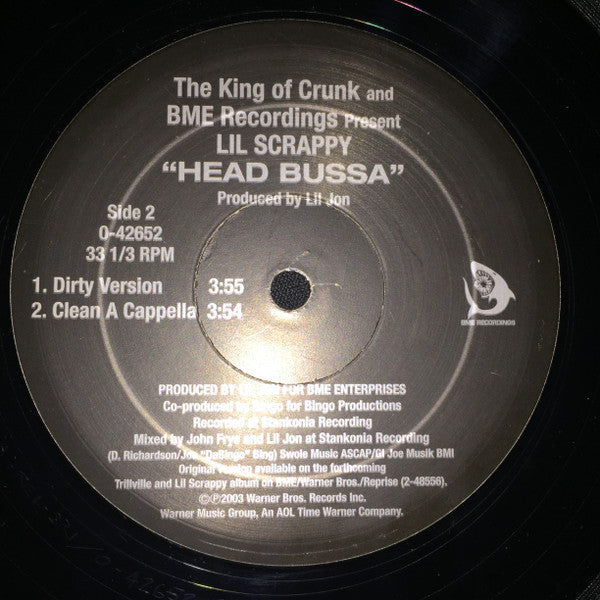 The King of Crunk and
BME Recordings Present
LIL SCRAPPY
“HEAD BUSSA”
Produced by Lil Jon
Side 2
0-42652
33 1/3 RPM
1. Dirty Version 3:55
2. Clean A Cappella 3:54
BME RECORDINGS
PRODUCED BY LIL JON FOR BME ENTERPRISES
Co-produced by Bingo for Bingo Productions
Recorded at Stankonia Recording
Mixed by John Frye and Lil Jon at Stankonia Recording
(D. Richardson/Joe "DaBingo" Bing) Swole Music ASCAP/GI Joe Musik BMI
Original version available on the forthcoming
Trillville and Lil Scrappy album on BME/Warner Bros./Reprise (2-48556).
©℗2003 Warner Bros. Records Inc.
Warner Music Group, An AOL Time Warner Company.
0-42652